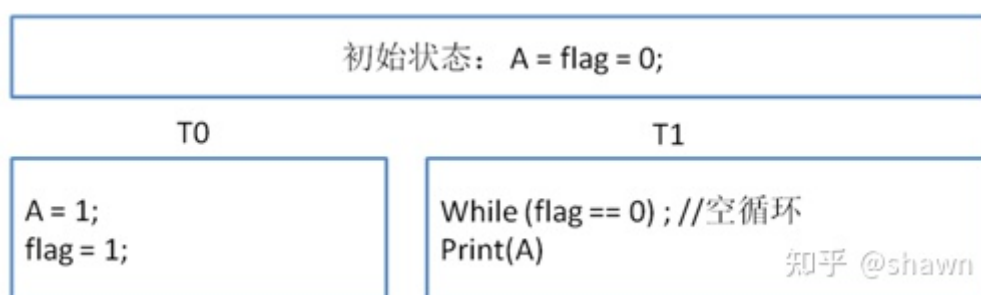 初始状态： A = flag = 0;
T0
T1
A = 1;
flag = 1;
While (flag == 0) ; //空循环
Print(A)
知乎 @shawn